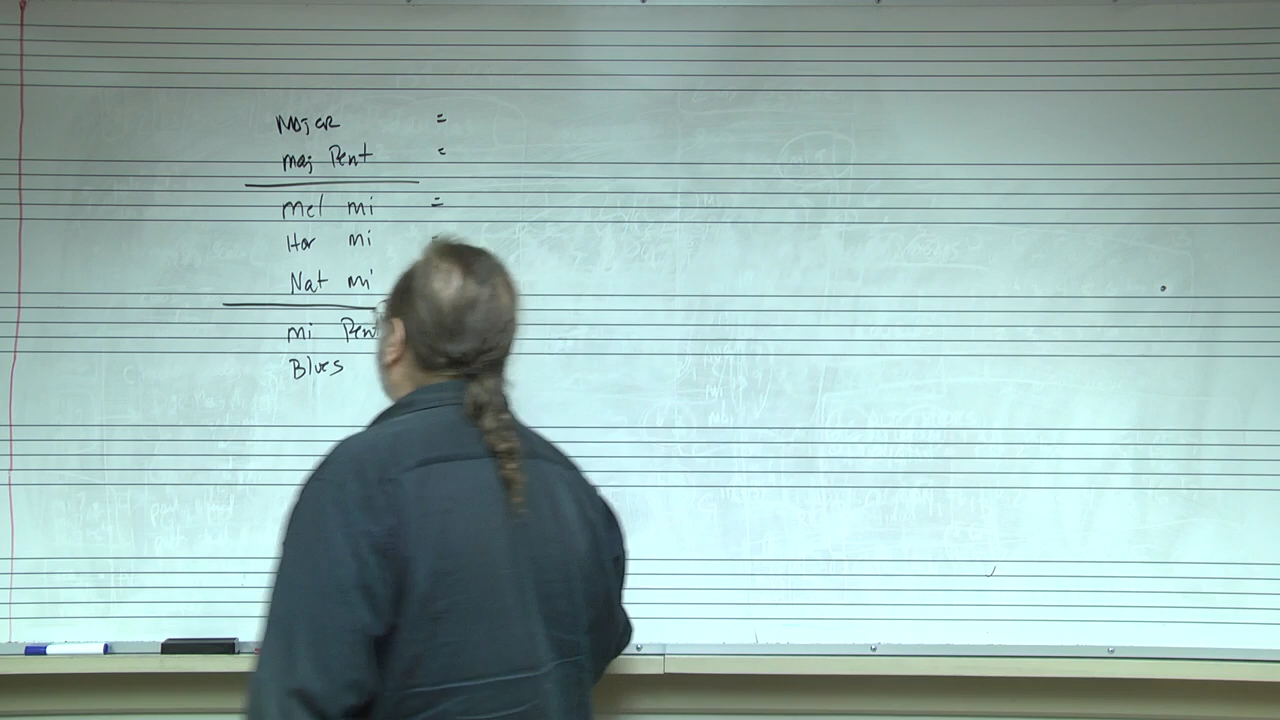 Major =
maj Pent =
Mel mi =
Har mi
Nat mi
mi Pent
Blues